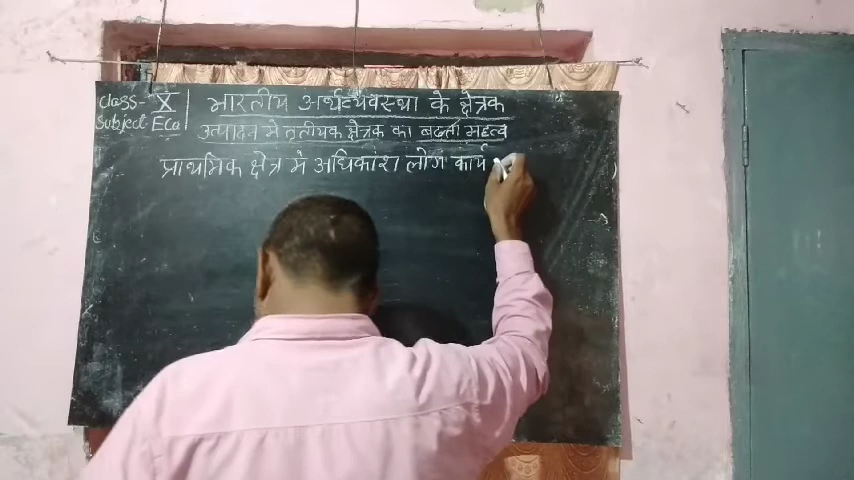 Class- X
Subject- Eco
भारतीय अर्थव्यवस्था के क्षेत्रक
उत्पादन मे तृतीयक क्षेत्रक का बढ़ता महत्व
प्राथमिक क्षेत्र मे अधिकांश लोग कार्य